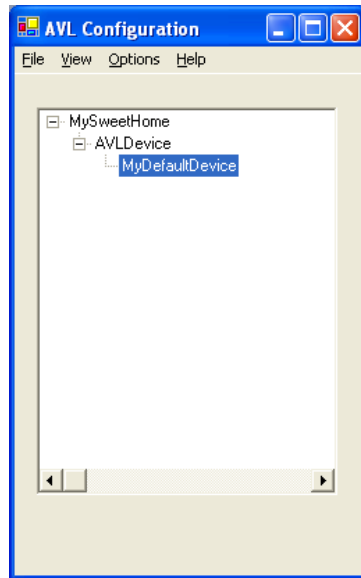 AVL Configuration
File View Options Help
MySweetHome
AVLDevice
MyDefaultDevice